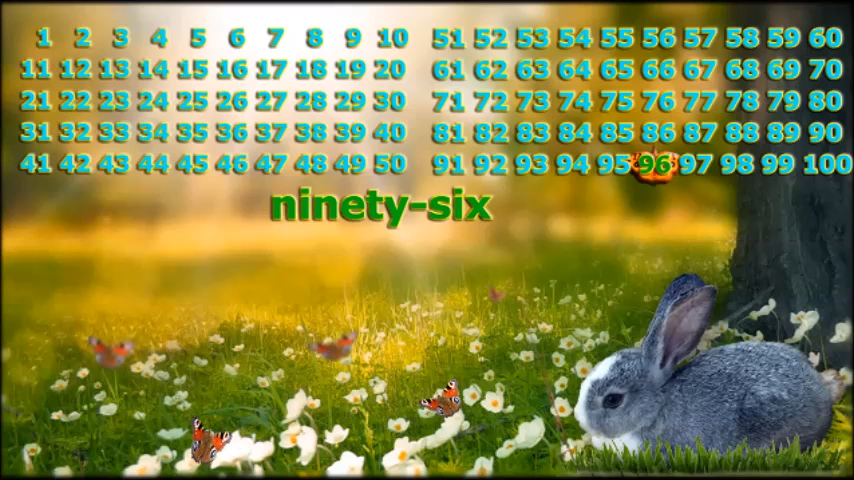 1 2 3 4 5 6 7 8 9 10 51 52 53 54 55 56 57 58 59 60
11 12 13 14 15 16 17 18 19 20 61 62 63 64 65 66 67 68 69 70
21 22 23 24 25 26 27 28 29 30 71 72 73 74 75 76 77 78 79 80
31 32 33 34 35 36 37 38 39 40 81 82 83 84 85 86 87 88 89 90
41 42 43 44 45 46 47 48 49 50 91 92 93 94 95 96 97 98 99 100
ninety-six